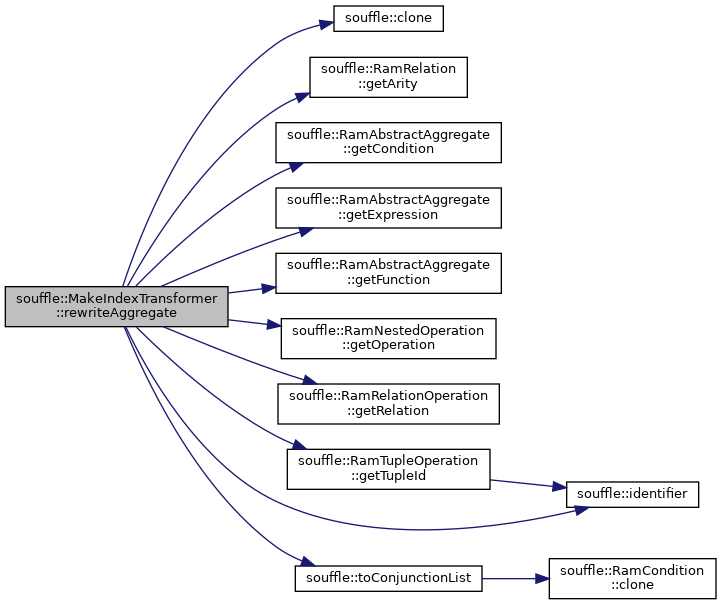 souffle::clone
souffle::RamRelation
::getArity
souffle::RamAbstractAggregate
::getCondition
souffle::RamAbstractAggregate
::getExpression
souffle::RamAbstractAggregate
::getFunction
souffle::MakeIndexTransformer
::rewriteAggregate
souffle::RamNestedOperation
::getOperation
souffle::RamRelationOperation
::getRelation
souffle::RamTupleOperation
::getTupleId
souffle::identifier
souffle::toConjunctionList
souffle::RamCondition
::clone